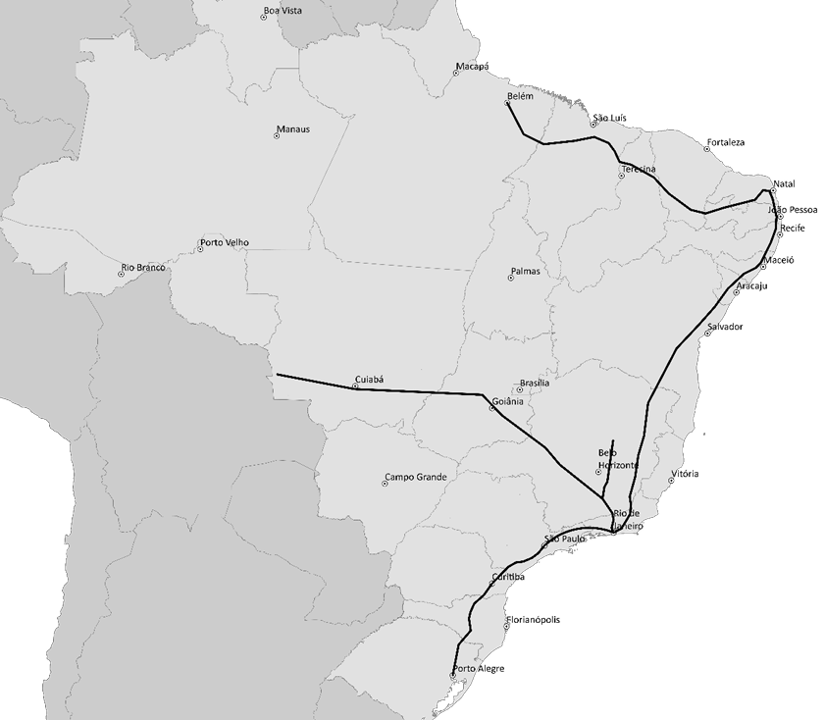 Boa Vista
Macapá
Belém
São Luís
Manaus
Fortaleza
Teresina
Natal
João Pessoa
Recife
Porto Velho
Maceió
Rio Branco
Palmas
Aracaju
Salvador
Cuiabá
Brasília
Goiânia
Belo
Horizonte
Campo Grande
Vitória
Rio de
Janeiro
São Paulo
Curitiba
Florianópolis
Porto Alegre